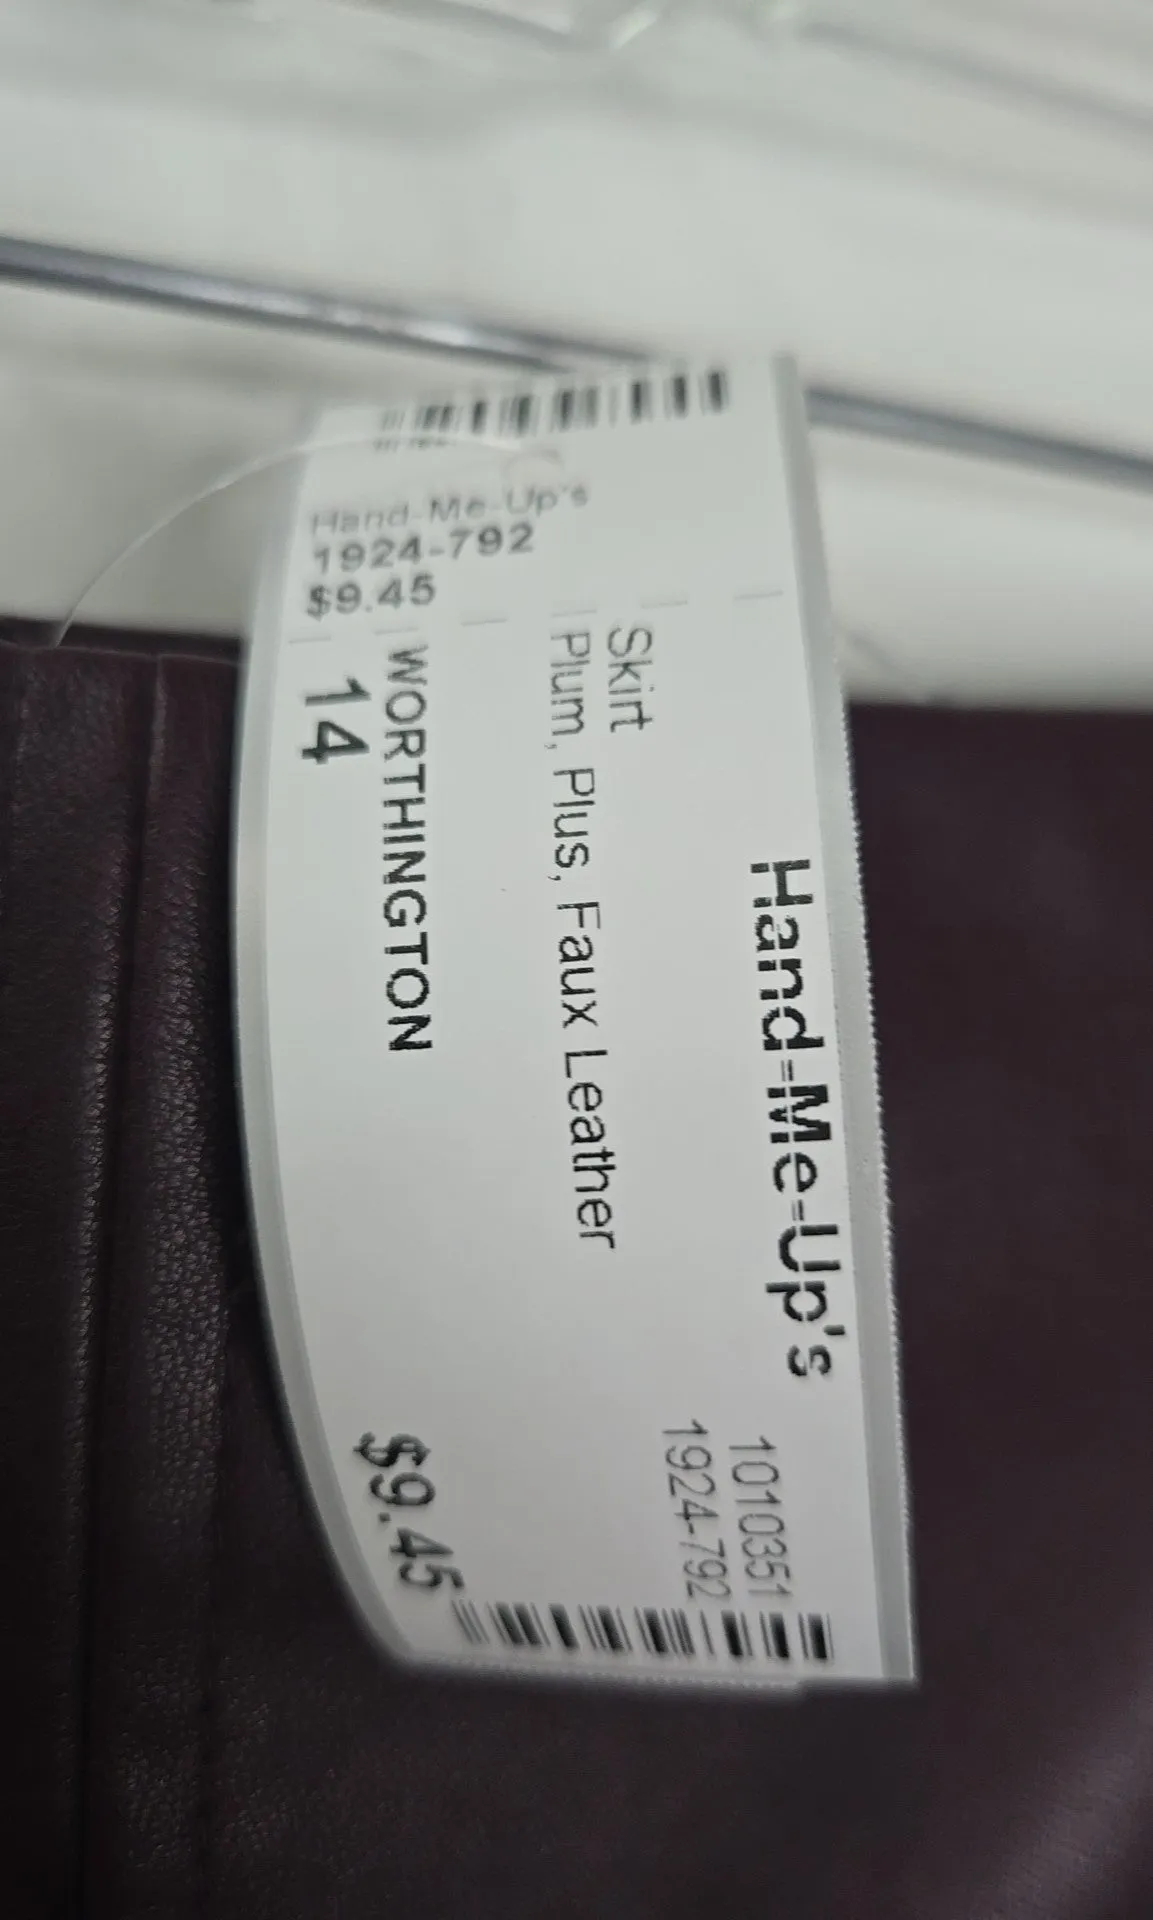 Hand-Me-Up's
1924-792
$9.45
Hand-Me-Up's
1010351
1924-792
Skirt
Plum, Plus, Faux Leather
WORTHINGTON
14
$9.45